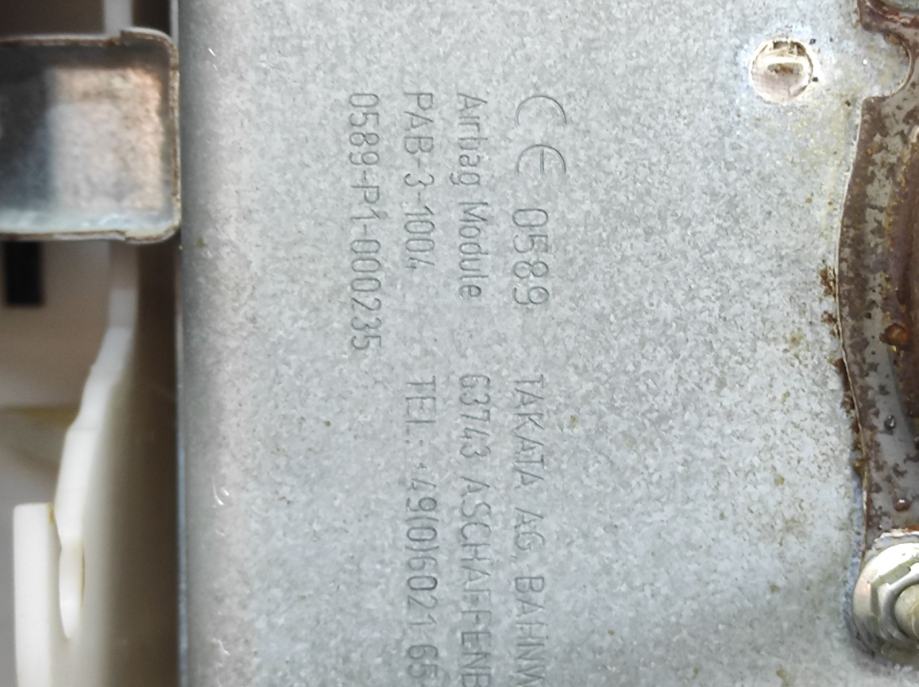 CE 0589 TAKATA AG, BAHNW
Airbag Module 63743 ASCHAFFENB
PAB-3-1004 TEL.: +49(0)6021 65
0589-P1-000235